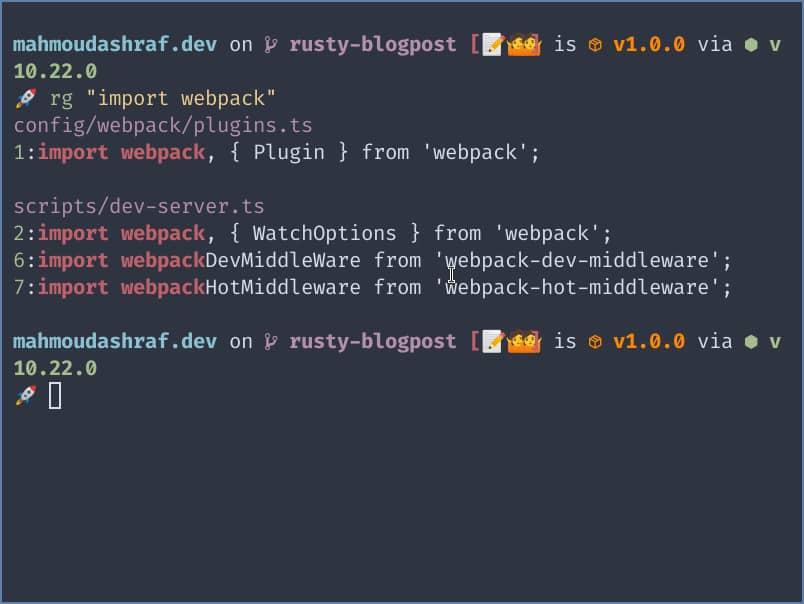 mahmoudashraf.dev on rusty-blogpost [📝🤷] is 📦 v1.0.0 via ⬢ v
10.22.0
🚀 rg "import webpack"
config/webpack/plugins.ts
1:import webpack, { Plugin } from 'webpack';
scripts/dev-server.ts
2:import webpack, { WatchOptions } from 'webpack';
6:import webpackDevMiddleWare from 'webpack-dev-middleware';
7:import webpackHotMiddleware from 'webpack-hot-middleware';
mahmoudashraf.dev on rusty-blogpost [📝🤷] is 📦 v1.0.0 via ⬢ v
10.22.0
🚀